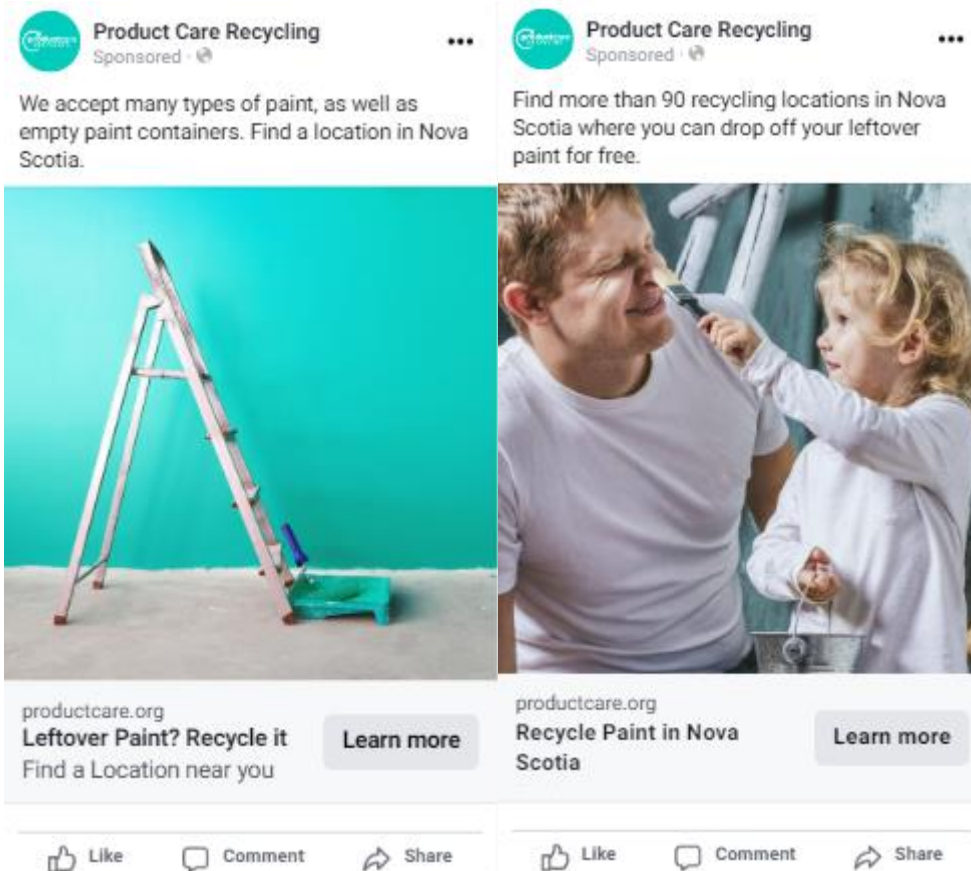 Product Care Recycling
Sponsored ·
We accept many types of paint, as well as
empty paint containers. Find a location in Nova
Scotia.
productcare.org
Leftover Paint? Recycle it
Find a Location near you
Learn more
Like
Comment
Share
Product Care Recycling
Sponsored ·
Find more than 90 recycling locations in Nova
Scotia where you can drop off your leftover
paint for free.
productcare.org
Recycle Paint in Nova
Scotia
Learn more
Like
Comment
Share